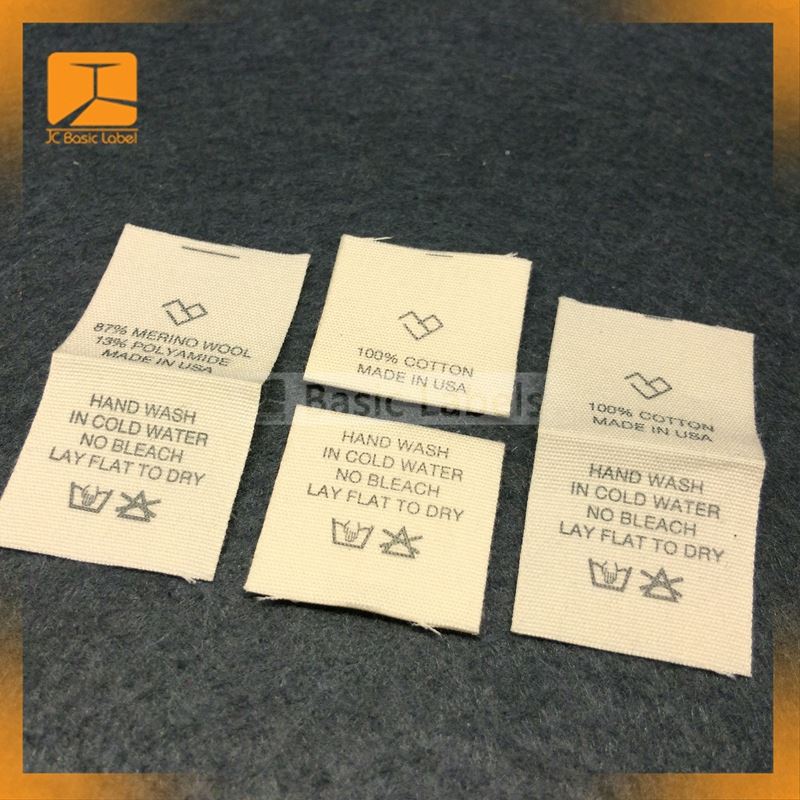 JC Basic Label
87% MERINO WOOL
13% POLYAMIDE
MADE IN USA
HAND WASH
IN COLD WATER
NO BLEACH
LAY FLAT TO DRY
100% COTTON
MADE IN USA
Basic Labels
HAND WASH
IN COLD WATER
NO BLEACH
LAY FLAT TO DRY
100% COTTON
MADE IN USA
HAND WASH
IN COLD WATER
NO BLEACH
LAY FLAT TO DRY